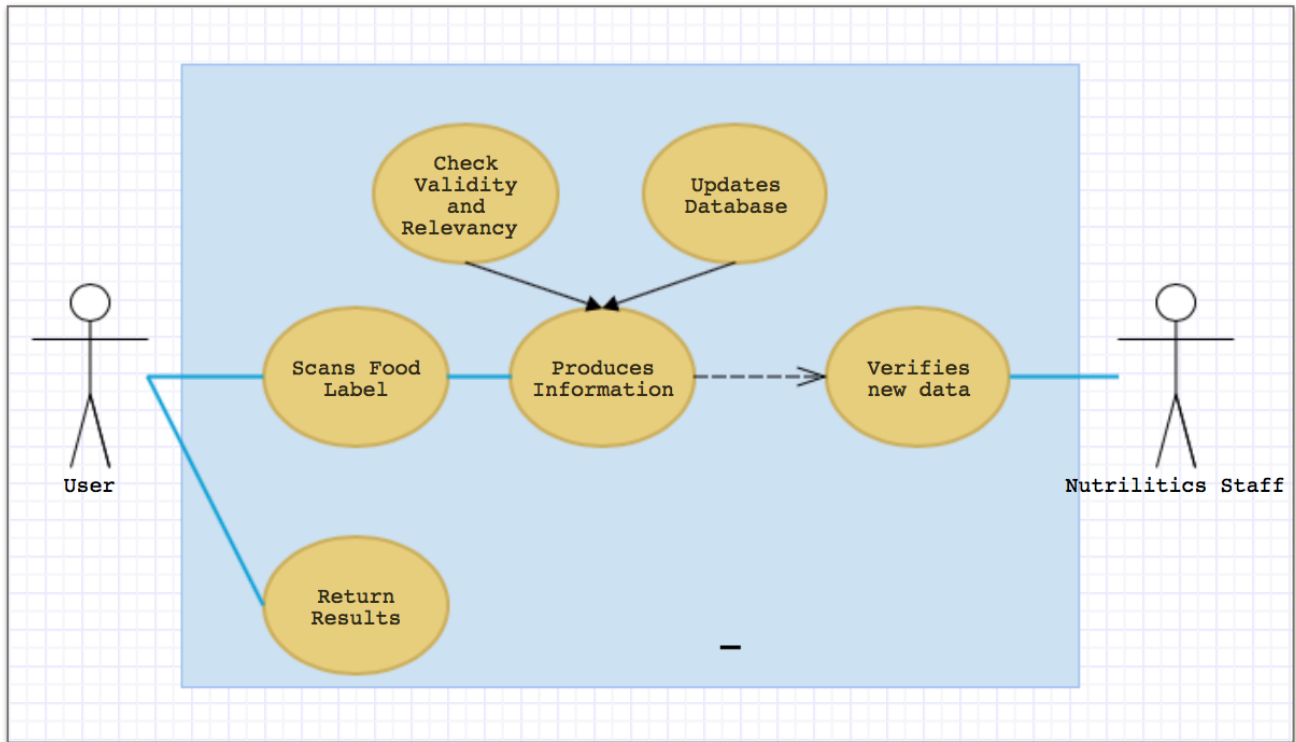 Check
Validity
and
Relevancy
Updates
Database
Scans Food
Label
Produces
Information
Verifies
new data
User
Nutrilitics Staff
Return
Results